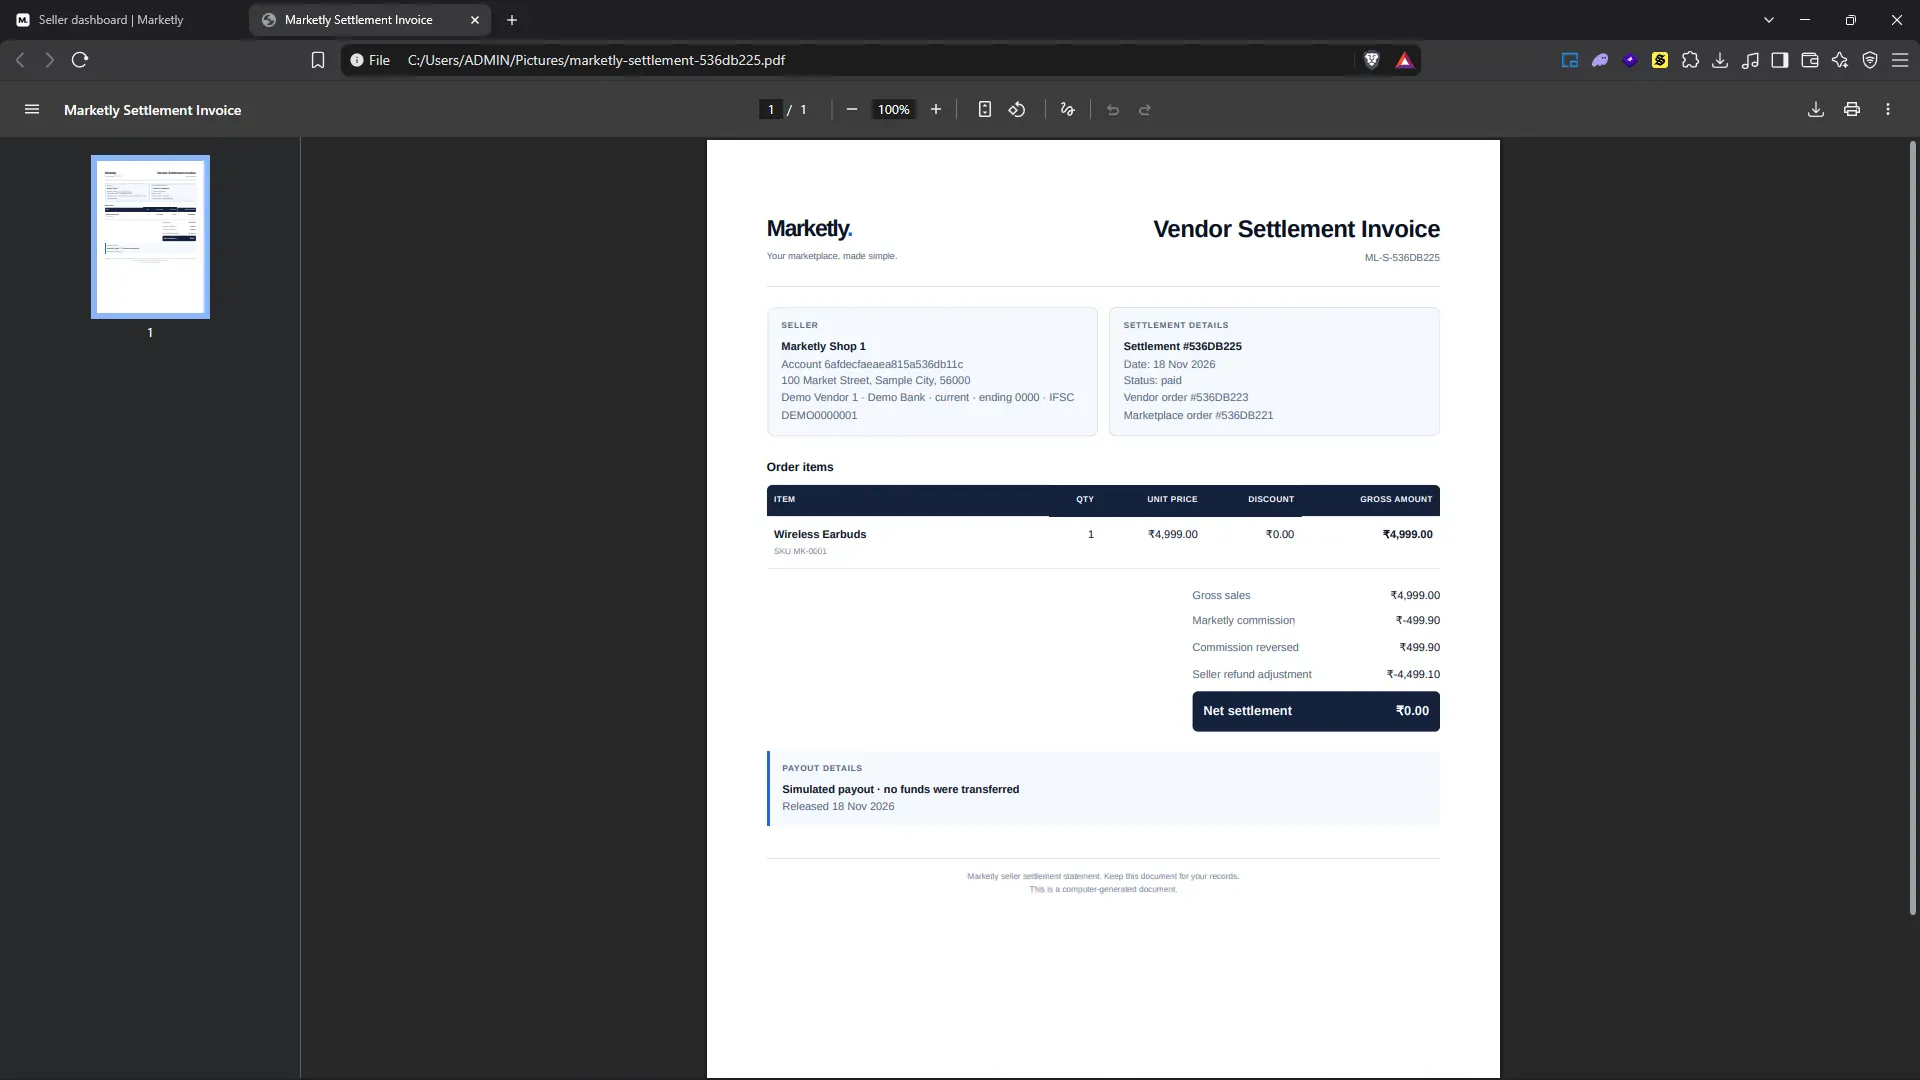 Seller dashboard | Marketly
Marketly Settlement Invoice
File C:/Users/ADMIN/Pictures/marketly-settlement-536db225.pdf
Marketly Settlement Invoice
1 / 1
100%
1
Marketly.
Your marketplace, made simple.
Vendor Settlement Invoice
ML-S-536DB225
SELLER
Marketly Shop 1
Account 6afdecfaeaea815a536db11c
100 Market Street, Sample City, 56000
Demo Vendor 1 · Demo Bank · current · ending 0000 · IFSC
DEMO0000001
SETTLEMENT DETAILS
Settlement #536DB225
Date: 18 Nov 2026
Status: paid
Vendor order #536DB223
Marketplace order #536DB221
Order items
ITEM QTY UNIT PRICE DISCOUNT GROSS AMOUNT
Wireless Earbuds 1 ₹4,999.00 ₹0.00 ₹4,999.00
SKU MK-0001
Gross sales ₹4,999.00
Marketly commission ₹-499.90
Commission reversed ₹499.90
Seller refund adjustment ₹-4,499.10
Net settlement ₹0.00
PAYOUT DETAILS
Simulated payout · no funds were transferred
Released 18 Nov 2026
Marketly seller settlement statement. Keep this document for your records.
This is a computer-generated document.